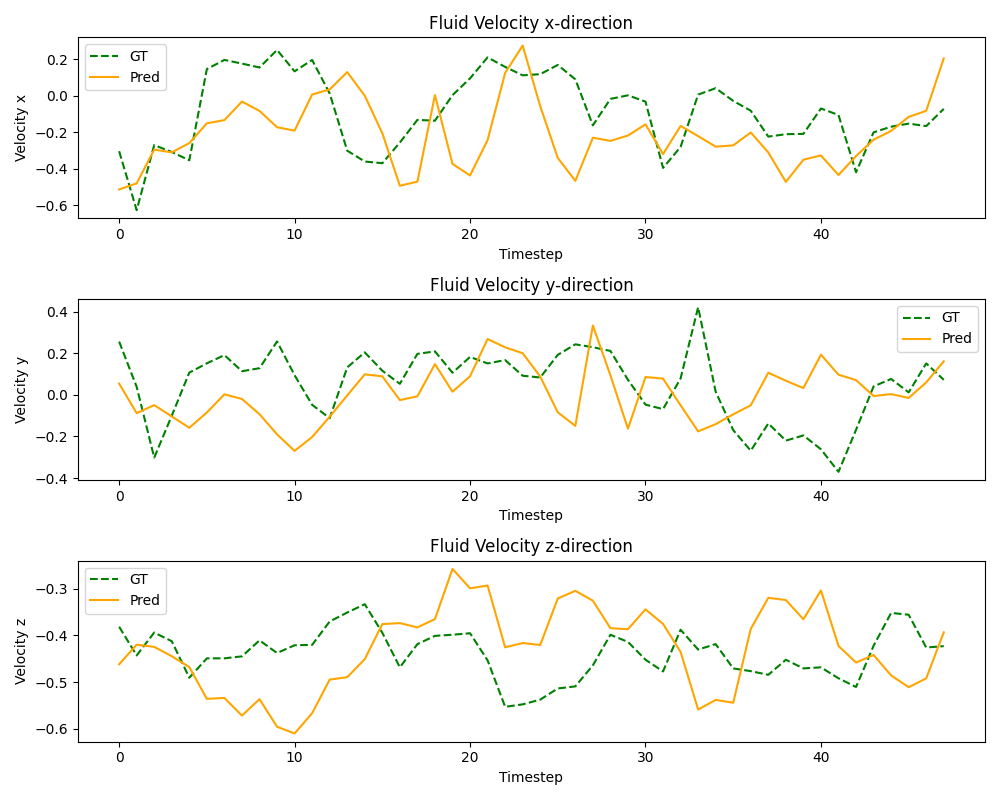 Fluid Velocity x-direction
GT
Pred
Velocity x
0.2
0.0
−0.2
−0.4
−0.6
0 10 20 30 40
Timestep
Fluid Velocity y-direction
GT
Pred
Velocity y
0.4
0.2
0.0
−0.2
−0.4
0 10 20 30 40
Timestep
Fluid Velocity z-direction
GT
Pred
Velocity z
−0.3
−0.4
−0.5
−0.6
0 10 20 30 40
Timestep